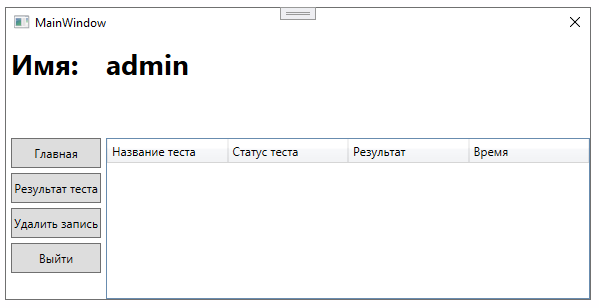 MainWindow
Имя: admin
Главная
Название теста Статус теста Результат Время
Результат теста
Удалить запись
Выйти